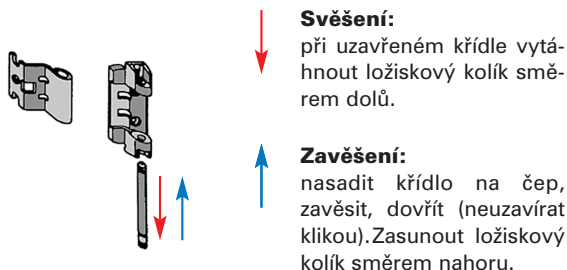 Svěšení:
při uzavřeném křídle vytá-
hnout ložiskový kolík smě-
rem dolů.
Zavěšení:
nasadit křídlo na čep,
zavěsit, dovřít (neuzavírat
klikou).Zasunout ložiskový
kolík směrem nahoru.